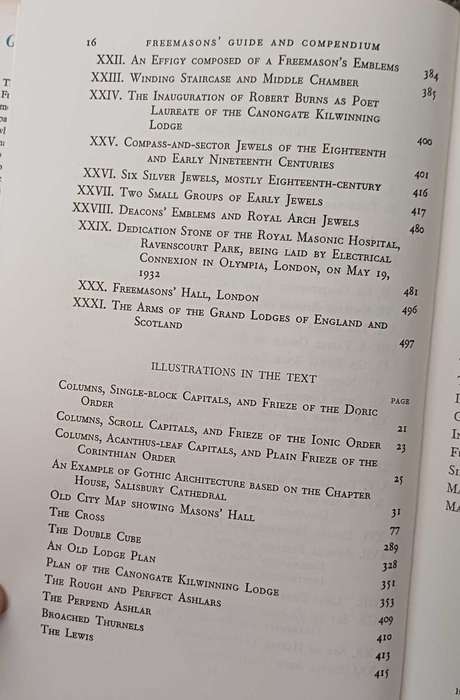 16 FREEMASONS' GUIDE AND COMPENDIUM
XXII. AN EFFIGY COMPOSED OF A FREEMASON'S EMBLEMS 384
XXIII. WINDING STAIRCASE AND MIDDLE CHAMBER 385
XXIV. THE INAUGURATION OF ROBERT BURNS AS POET
LAUREATE OF THE CANONGATE KILWINNING
LODGE 400
XXV. COMPASS-AND-SECTOR JEWELS OF THE EIGHTEENTH
AND EARLY NINETEENTH CENTURIES 401
XXVI. SIX SILVER JEWELS, MOSTLY EIGHTEENTH-CENTURY 416
XXVII. TWO SMALL GROUPS OF EARLY JEWELS 417
XXVIII. DEACONS' EMBLEMS AND ROYAL ARCH JEWELS 480
XXIX. DEDICATION STONE OF THE ROYAL MASONIC HOSPITAL,
RAVENSCOURT PARK, BEING LAID BY ELECTRICAL
CONNEXION IN OLYMPIA, LONDON, ON MAY 19,
1932 481
XXX. FREEMASONS' HALL, LONDON 496
XXXI. THE ARMS OF THE GRAND LODGES OF ENGLAND AND
SCOTLAND 497
ILLUSTRATIONS IN THE TEXT
PAGE
COLUMNS, SINGLE-BLOCK CAPITALS, AND FRIEZE OF THE DORIC
ORDER 21
COLUMNS, SCROLL CAPITALS, AND FRIEZE OF THE IONIC ORDER 23
COLUMNS, ACANTHUS-LEAF CAPITALS, AND PLAIN FRIEZE OF THE
CORINTHIAN ORDER 25
AN EXAMPLE OF GOTHIC ARCHITECTURE BASED ON THE CHAPTER
HOUSE, SALISBURY CATHEDRAL 31
OLD CITY MAP SHOWING MASONS' HALL 77
THE CROSS 289
THE DOUBLE CUBE 328
AN OLD LODGE PLAN 351
PLAN OF THE CANONGATE KILWINNING LODGE 353
THE ROUGH AND PERFECT ASHLARS 409
THE PERPEND ASHLAR 410
BROACHED THURNELS 413
THE LEWIS 415